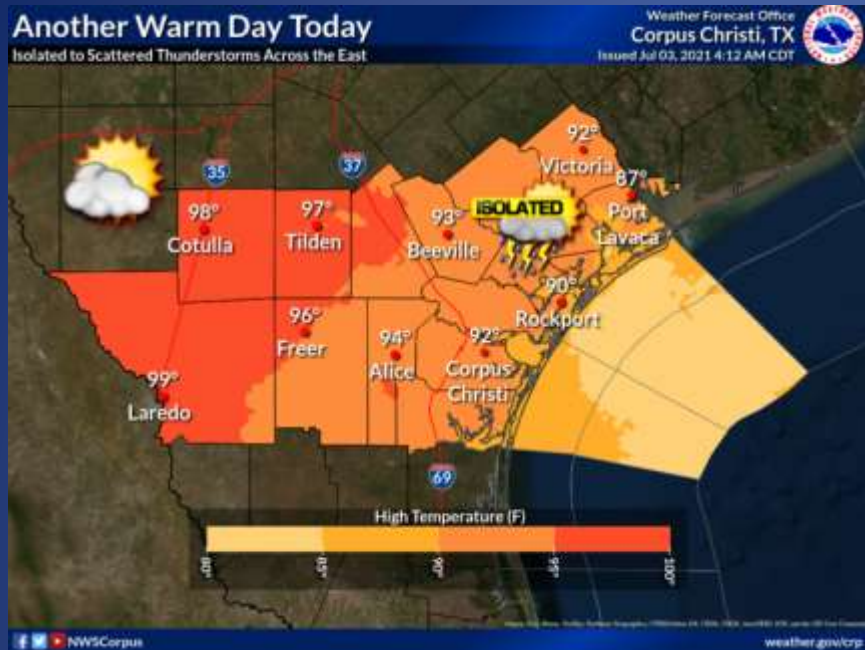 Another Warm Day Today
Isolated to Scattered Thunderstorms Across the East
Weather Forecast Office
Corpus Christi, TX
Issued Jul 03, 2021 4:12 AM CDT
92°
Victoria
35
37
87°
Port
Lavaca
ISOLATED
98°
Cotulla
97°
Tilden
93°
Beeville
90°
Rockport
96°
Freer
94°
Alice
92°
Corpus
Christi
99°
Laredo
69
High Temperature (F)
80°
85°
90°
95°
100°
NWSCorpus
weather.gov/crp